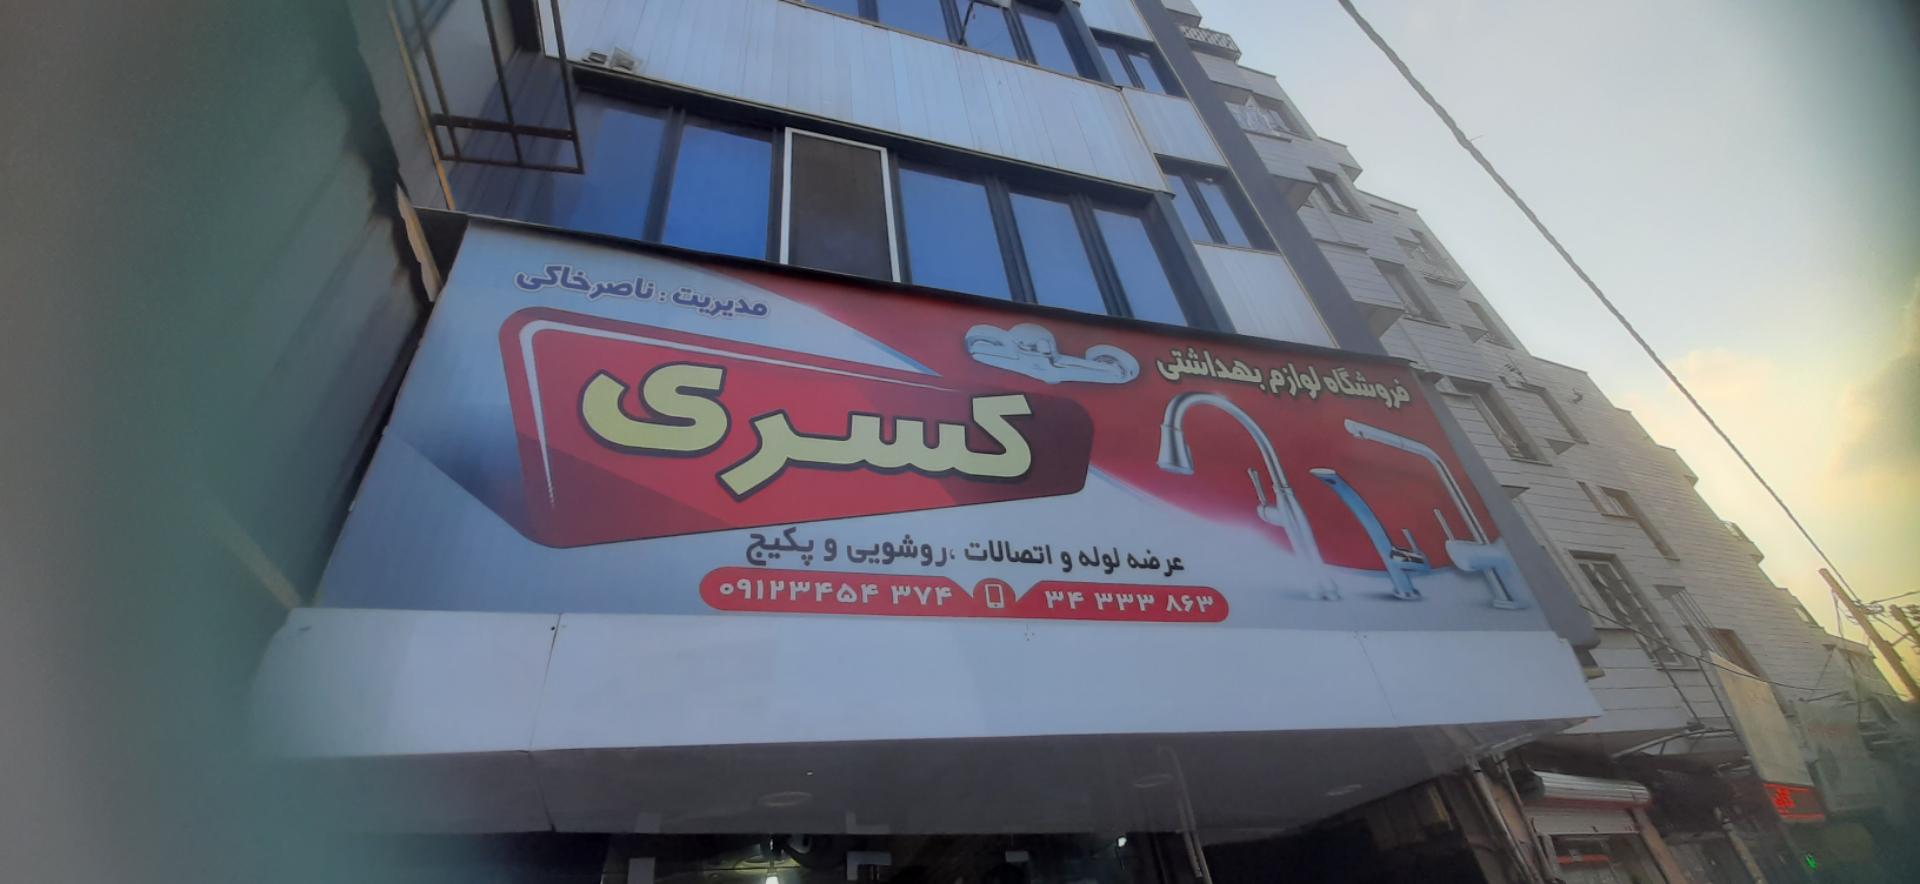 مدیریت : ناصرخاکی
فروشگاه لوازم بهداشتی
کسری
عرضه لوله و اتصالات ،روشویی و پکیج
۰۹۱۲۳۴۵۴ ۳۷۴
۳۴ ۳۳۳ ۸۶۳